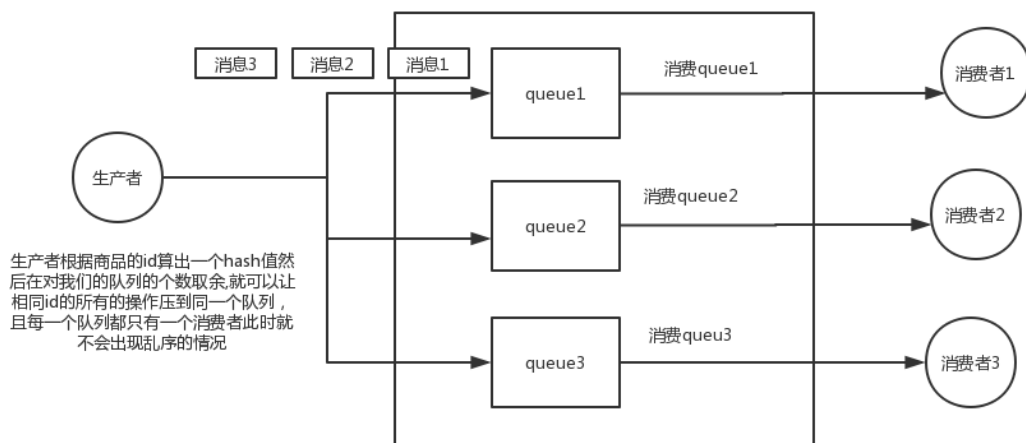 消息3
消息2
消息1
queue1
消费queue1
消费者1
生产者
queue2
消费queue2
消费者2
生产者根据商品的id算出一个hash值然
后在对我们的队列的个数取余,就可以让
相同id的所有的操作压到同一个队列，
且每一个队列都只有一个消费者此时就
不会出现乱序的情况
queue3
消费queu3
消费者3